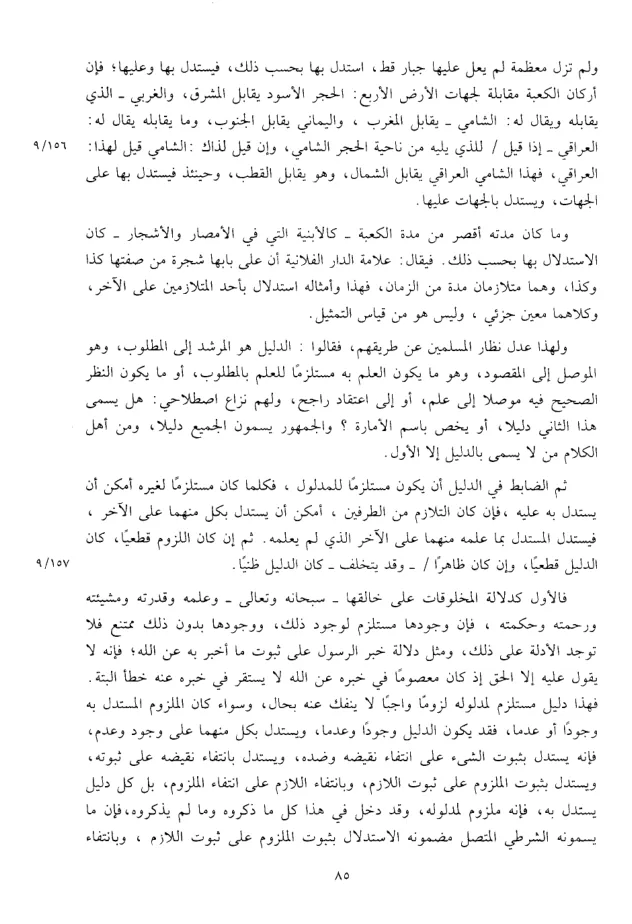 ولم تزل معظمة لم يعل عليها جبار قط، استدل بها بحسب ذلك، فيستدل بها وعليها؛ فإن
أركان الكعبة مقابلة لجهات الأرض الأربع: الحجر الأسود يقابل المشرق، والغربي ـ الذي
يقابله ويقال له: الشامي ـ يقابل المغرب ، واليماني يقابل الجنوب، وما يقابله يقال له:
العراقي ـ إذا قيل / للذي يليه من ناحية الحجر الشامي، وإن قيل لذاك :الشامي قيل لهذا:
٩/١٥٦
العراقي، فهذا الشامي العراقي يقابل الشمال، وهو يقابل القطب، وحينئذ فيستدل بها على
الجهات، ويستدل بالجهات عليها.
وما كان مدته أقصر من مدة الكعبة ـ كالأبنية التي في الأمصار والأشجار ـ كان
الاستدلال بها بحسب ذلك. فيقال: علامة الدار الفلانية أن على بابها شجرة من صفتها كذا
وكذا، وهما متلازمان مدة من الزمان، فهذا وأمثاله استدلال بأحد المتلازمين على الآخر،
وكلاهما معين جزئي ، وليس هو من قياس التمثيل.
ولهذا عدل نظار المسلمين عن طريقهم، فقالوا : الدليل هو المرشد إلى المطلوب، وهو
الموصل إلى المقصود، وهو ما يكون العلم به مستلزمًا للعلم بالمطلوب، أو ما يكون النظر
الصحيح فيه موصلا إلى علم، أو إلى اعتقاد راجح، ولهم نزاع اصطلاحي: هل يسمى
هذا الثاني دليلا، أو يخص باسم الأمارة ؟ والجمهور يسمون الجميع دليلا، ومن أهل
الكلام من لا يسمى بالدليل إلا الأول.
ثم الضابط في الدليل أن يكون مستلزمًا للمدلول ، فكلما كان مستلزمًا لغيره أمكن أن
يستدل به عليه ،فإن كان التلازم من الطرفين ، أمكن أن يستدل بكل منهما على الآخر ،
فيستدل المستدل بما علمه منهما على الآخر الذي لم يعلمه. ثم إن كان اللزوم قطعيًا، كان
الدليل قطعيًا، وإن كان ظاهرًا / ـ وقد يتخلف ـ كان الدليل ظنيًا.
٩/١٥٧
فالأول كدلالة المخلوقات على خالقها ـ سبحانه وتعالى ـ وعلمه وقدرته ومشيئته
ورحمته وحكمته ، فإن وجودها مستلزم لوجود ذلك، ووجودها بدون ذلك ممتنع فلا
توجد الأدلة على ذلك، ومثل دلالة خبر الرسول على ثبوت ما أخبر به عن الله؛ فإنه لا
يقول عليه إلا الحق إذ كان معصومًا في خبره عن الله لا يستقر في خبره عنه خطأ البتة.
فهذا دليل مستلزم لمدلوله لزومًا واجبًا لا ينفك عنه بحال، وسواء كان الملزوم المستدل به
وجودًا أو عدما، فقد يكون الدليل وجودًا وعدما، ويستدل بكل منهما على وجود وعدم،
فإنه يستدل بثبوت الشىء على انتفاء نقيضه وضده، ويستدل بانتفاء نقيضه على ثبوته،
ويستدل بثبوت الملزوم على ثبوت اللازم، وبانتفاء اللازم على انتفاء الملزوم، بل كل دليل
يستدل به، فإنه ملزوم لمدلوله، وقد دخل في هذا كل ما ذكروه وما لم يذكروه،فإن ما
يسمونه الشرطي المتصل مضمونه الاستدلال بثبوت الملزوم على ثبوت اللازم ، وبانتفاء
٨٥